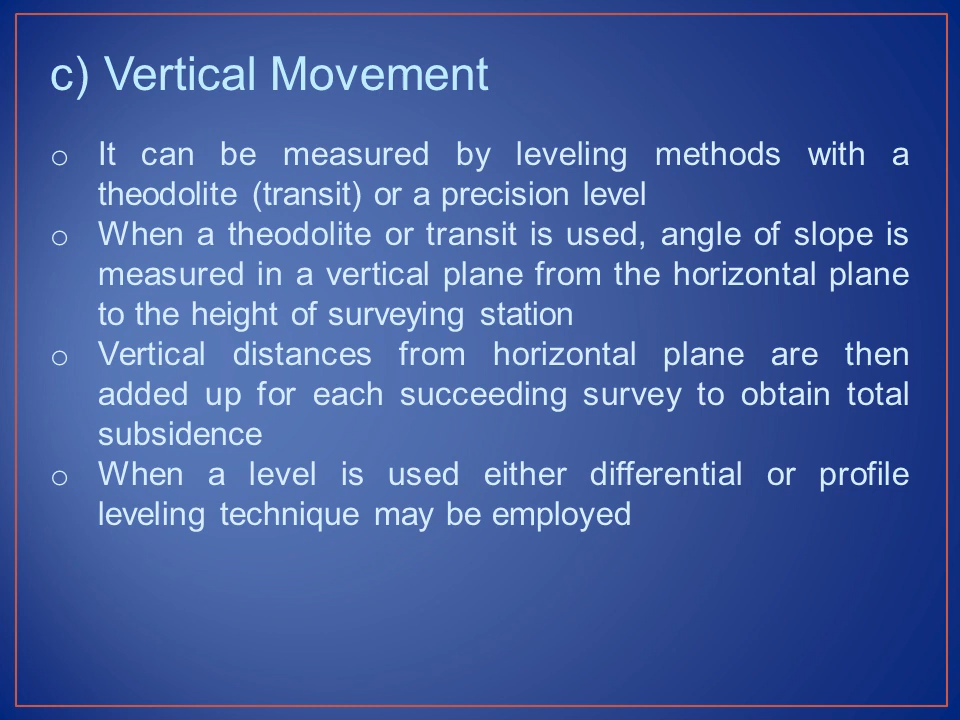 c) Vertical Movement
o It can be measured by leveling methods with a
theodolite (transit) or a precision level
o When a theodolite or transit is used, angle of slope is
measured in a vertical plane from the horizontal plane
to the height of surveying station
o Vertical distances from horizontal plane are then
added up for each succeeding survey to obtain total
subsidence
o When a level is used either differential or profile
leveling technique may be employed